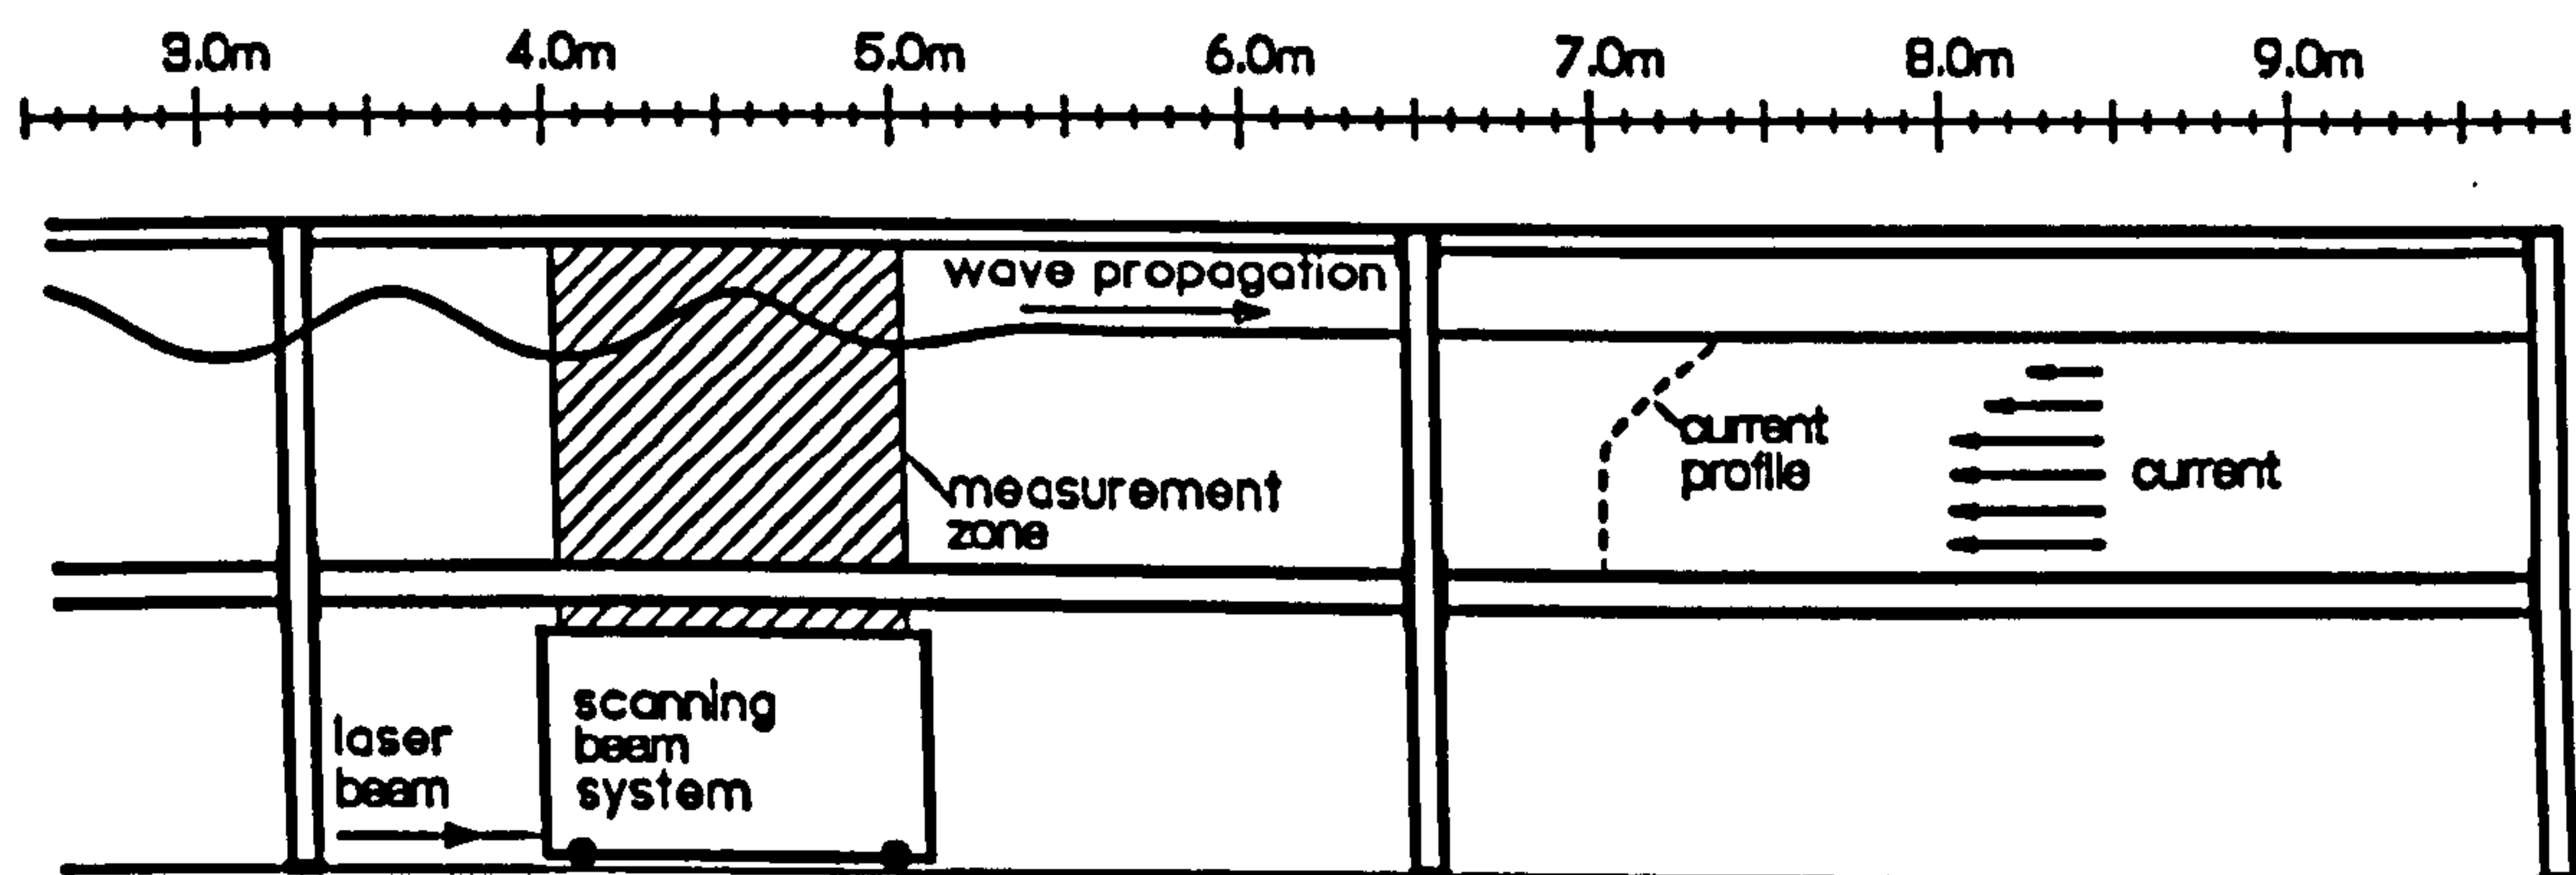 3.0m 4.0m 5.0m 6.0m 7.0m 8.0m 9.0m
wave propagation
current
profile
current
measurement
zone
scanning
beam
system
laser
beam